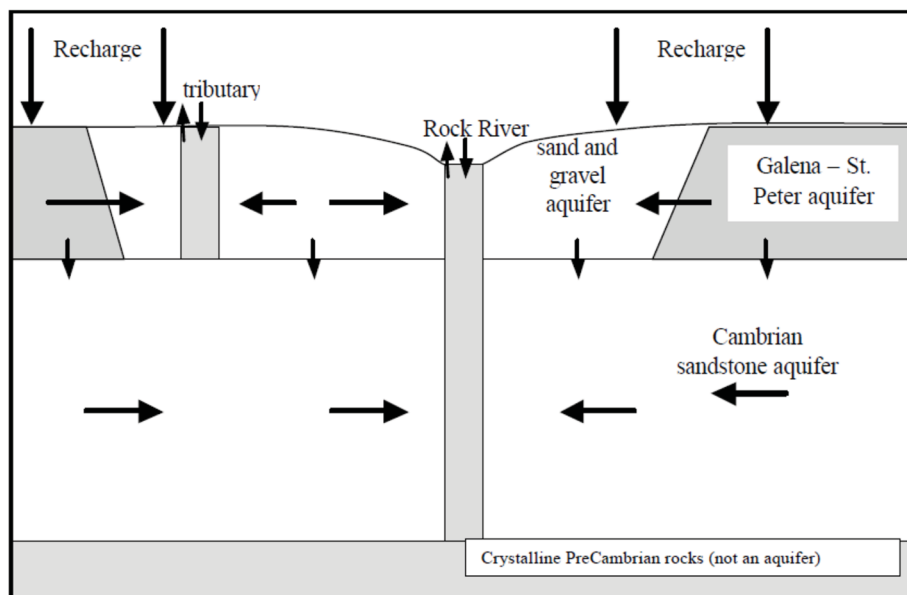 Recharge
Recharge
tributary
Rock River
sand and
gravel
aquifer
Galena – St.
Peter aquifer
Cambrian
sandstone aquifer
Crystalline PreCambrian rocks (not an aquifer)